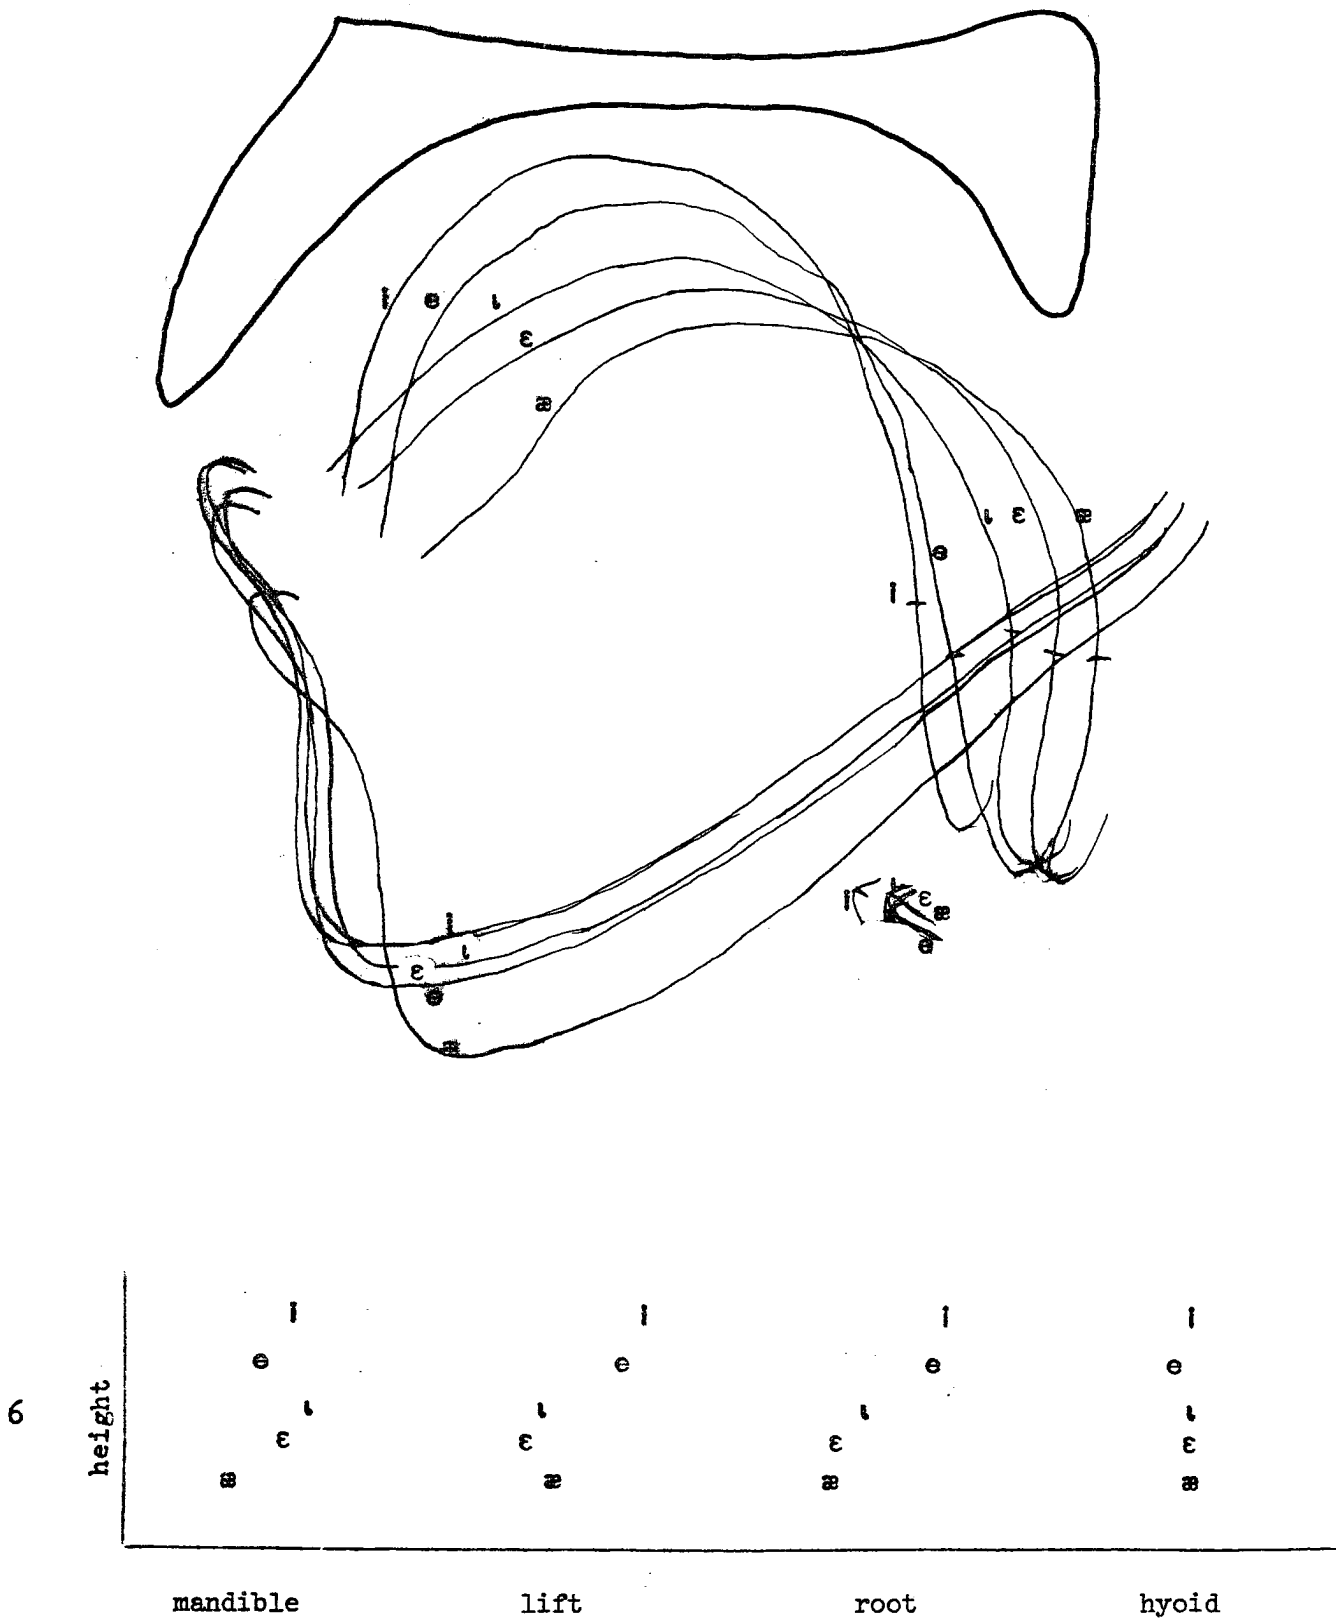 i e ɩ
ɛ
æ
ɩ ɛ æ
e
i
i ɛ
æ
e
i
ɩ
ɛ
e
æ
i i i i
e e e e
6
height
ɩ ɩ ɩ ɩ
ɛ ɛ ɛ ɛ
æ æ æ æ
mandible lift root hyoid